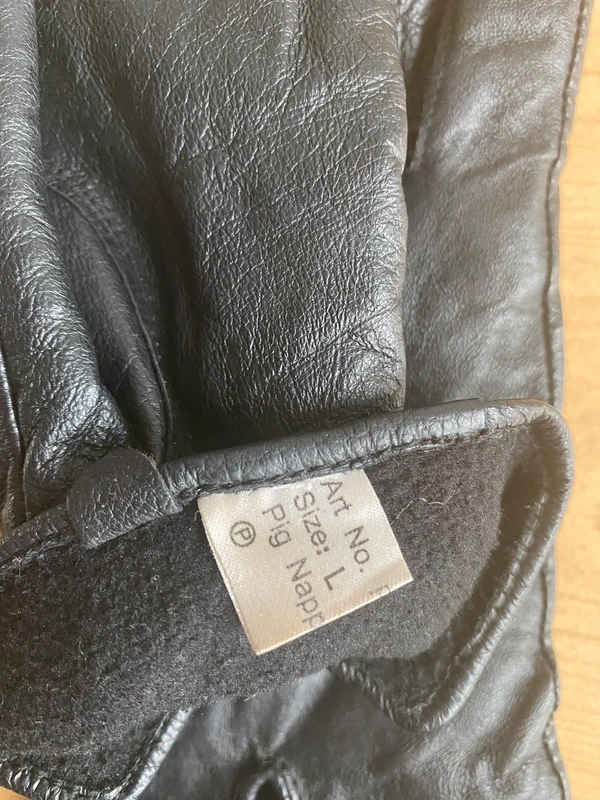 Art No.
Size: L
Pig Napp
Ⓟ